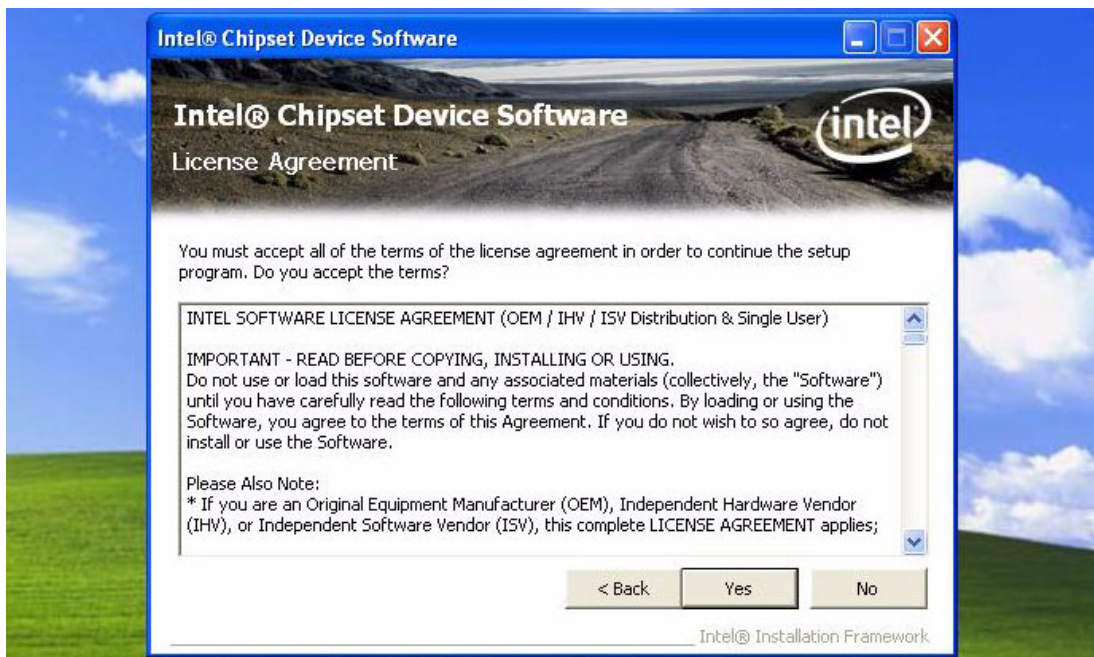 Intel® Chipset Device Software
Intel® Chipset Device Software
intel
License Agreement
You must accept all of the terms of the license agreement in order to continue the setup
program. Do you accept the terms?
INTEL SOFTWARE LICENSE AGREEMENT (OEM / IHV / ISV Distribution & Single User)
IMPORTANT - READ BEFORE COPYING, INSTALLING OR USING.
Do not use or load this software and any associated materials (collectively, the "Software")
until you have carefully read the following terms and conditions. By loading or using the
Software, you agree to the terms of this Agreement. If you do not wish to so agree, do not
install or use the Software.
Please Also Note:
* If you are an Original Equipment Manufacturer (OEM), Independent Hardware Vendor
(IHV), or Independent Software Vendor (ISV), this complete LICENSE AGREEMENT applies;
< Back Yes No
Intel® Installation Framework